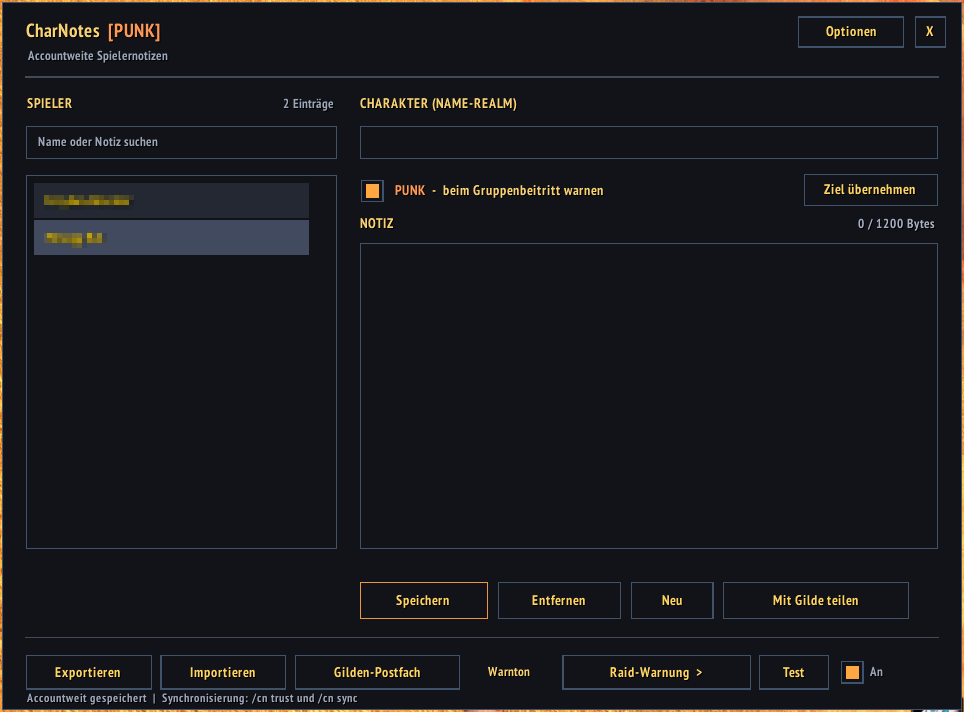 CharNotes [PUNK]
Optionen
X
Accountweite Spielernotizen
SPIELER
2 Einträge
CHARAKTER (NAME-REALM)
Name oder Notiz suchen
PUNK - beim Gruppenbeitritt warnen
Ziel übernehmen
NOTIZ
0 / 1200 Bytes
Speichern
Entfernen
Neu
Mit Gilde teilen
Exportieren
Importieren
Gilden-Postfach
Warnton
Raid-Warnung >
Test
An
Accountweit gespeichert | Synchronisierung: /cn trust und /cn sync